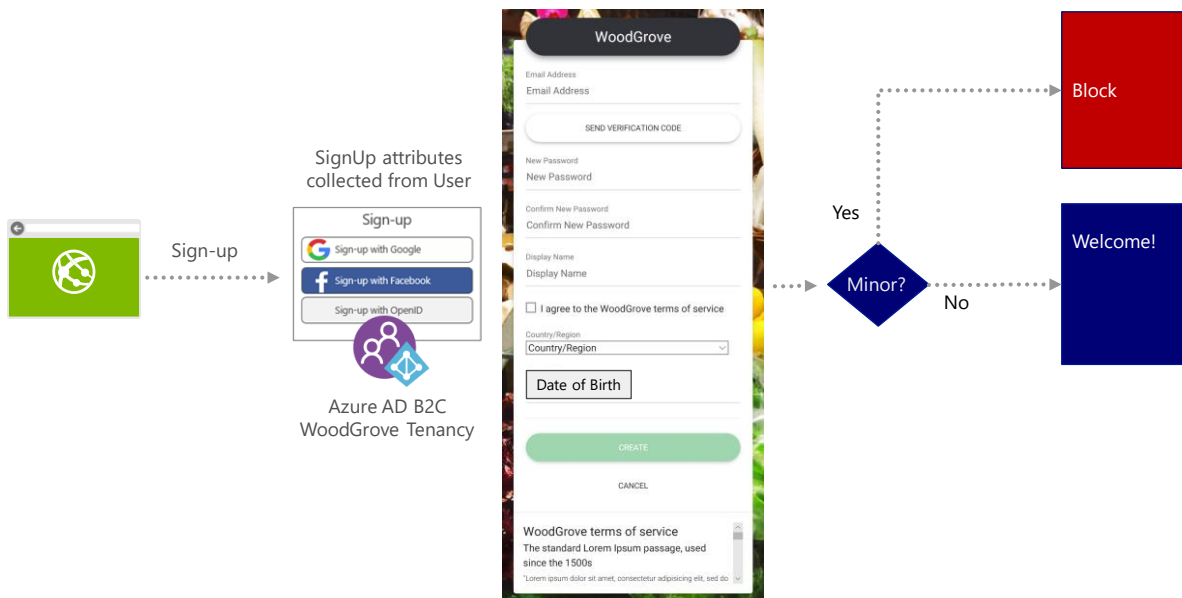 Sign-up
SignUp attributes
collected from User
Sign-up
Sign-up with Google
Sign-up with Facebook
Sign-up with OpenID
Azure AD B2C
WoodGrove Tenancy
WoodGrove
Email Address
Email Address
SEND VERIFICATION CODE
New Password
New Password
Confirm New Password
Confirm New Password
Display Name
Display Name
I agree to the WoodGrove terms of service
Country/Region
Country/Region
Date of Birth
CREATE
CANCEL
WoodGrove terms of service
The standard Lorem Ipsum passage, used
since the 1500s
"Lorem ipsum dolor sit amet, consectetur adipisicing elit, sed do
Minor?
Yes
No
Block
Welcome!